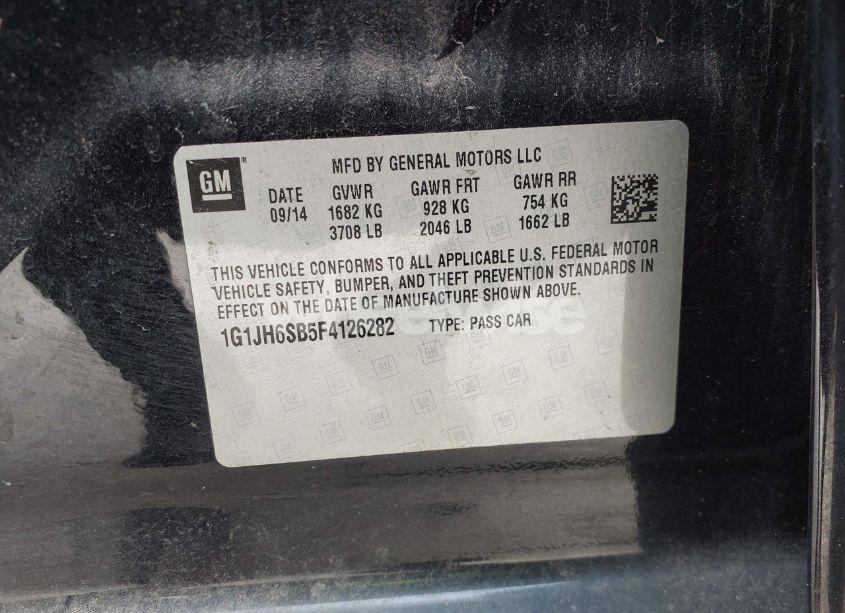 GM
MFD BY GENERAL MOTORS LLC
DATE GVWR GAWR FRT GAWR RR
09/14 1682 KG 928 KG 754 KG
3708 LB 2046 LB 1662 LB
THIS VEHICLE CONFORMS TO ALL APPLICABLE U.S. FEDERAL MOTOR
VEHICLE SAFETY, BUMPER, AND THEFT PREVENTION STANDARDS IN
EFFECT ON THE DATE OF MANUFACTURE SHOWN ABOVE.
1G1JH6SB5F4126282 TYPE: PASS CAR